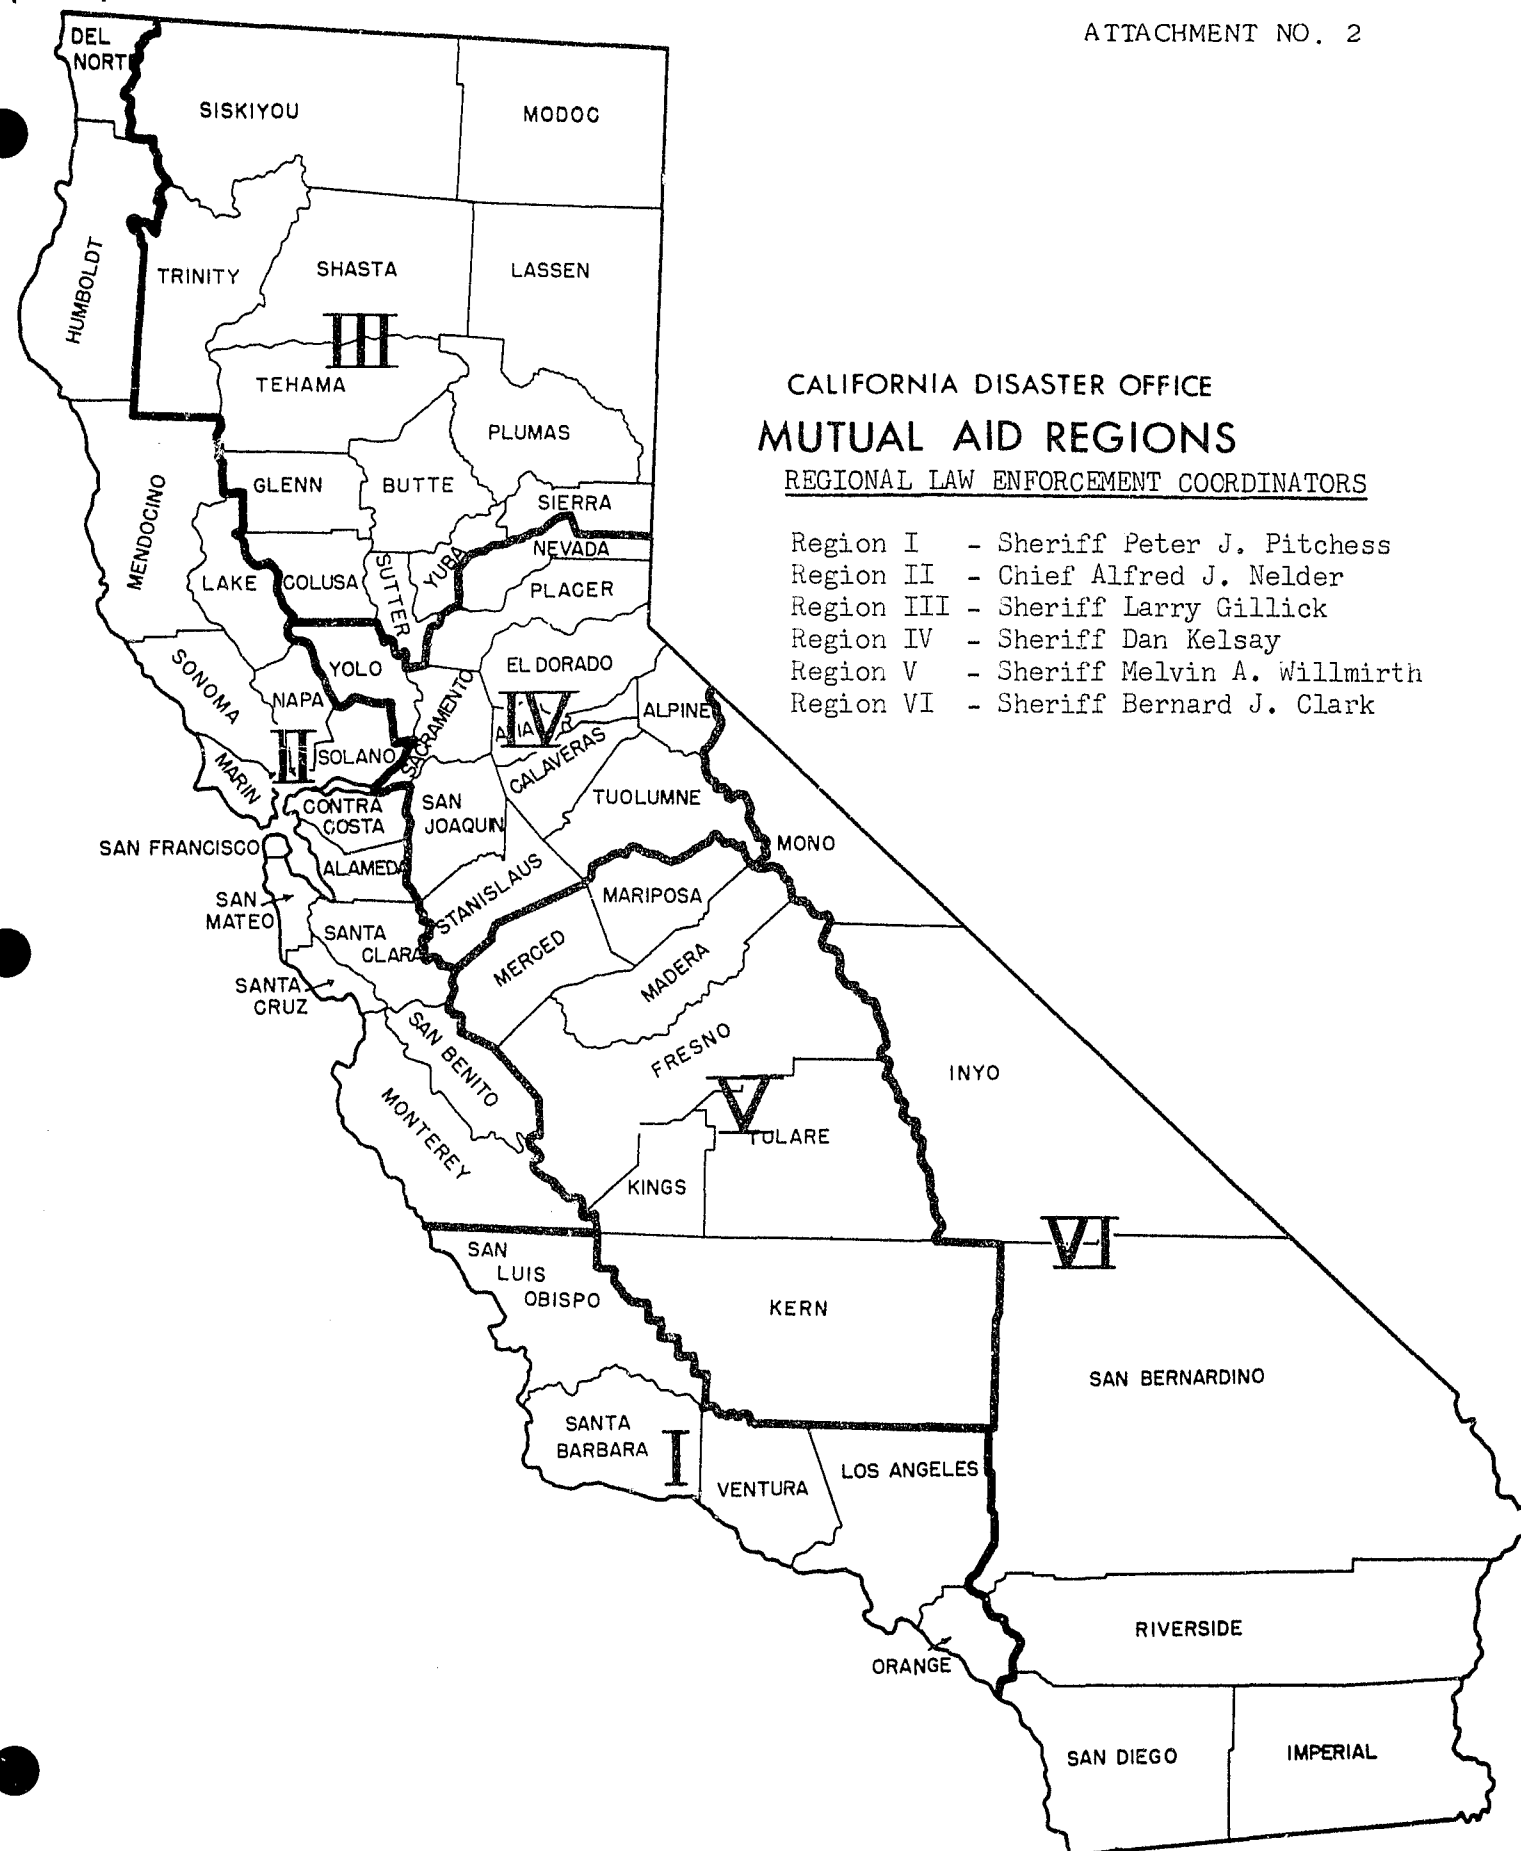 ATTACHMENT NO. 2
DEL
NORTE
SISKIYOU
MODOC
HUMBOLDT
TRINITY
SHASTA
LASSEN
III
TEHAMA
PLUMAS
CALIFORNIA DISASTER OFFICE
MUTUAL AID REGIONS
REGIONAL LAW ENFORCEMENT COORDINATORS
Region I - Sheriff Peter J. Pitchess
Region II - Chief Alfred J. Nelder
Region III - Sheriff Larry Gillick
Region IV - Sheriff Dan Kelsay
Region V - Sheriff Melvin A. Willmirth
Region VI - Sheriff Bernard J. Clark
MENDOCINO
GLENN
BUTTE
SIERRA
NEVADA
YUBA
LAKE
COLUSA
SUTTER
PLACER
SONOMA
YOLO
EL DORADO
NAPA
SACRAMENTO
IV
ALPINE
II
SOLANO
MARIN
CALAVERAS
CONTRA
COSTA
SAN
JOAQUIN
TUOLUMNE
MONO
SAN FRANCISCO
ALAMEDA
STANISLAUS
MARIPOSA
SAN
MATEO
SANTA
CLARA
MERCED
MADERA
SANTA
CRUZ
SAN BENITO
FRESNO
INYO
MONTEREY
V
TULARE
KINGS
VI
SAN
LUIS
OBISPO
KERN
SAN BERNARDINO
SANTA
BARBARA
I
VENTURA
LOS ANGELES
RIVERSIDE
ORANGE
SAN DIEGO
IMPERIAL